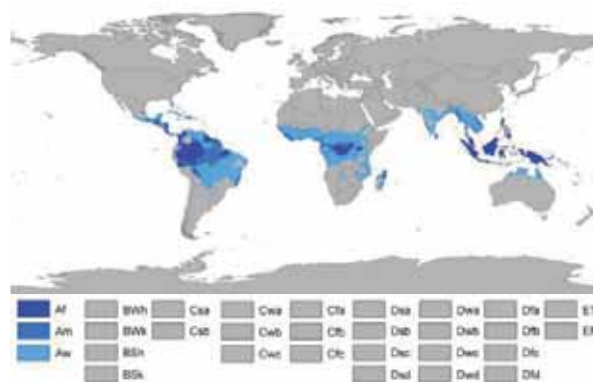 Af BWh Csa Cwa Cfa Dsa Dwa Dfa ET
Am BWk Csb Cwb Cfb Dsb Dwb Dfb EF
Aw BSh Cwc Cfc Dsc Dwc Dfc
BSk Dsd Dwd Dfd